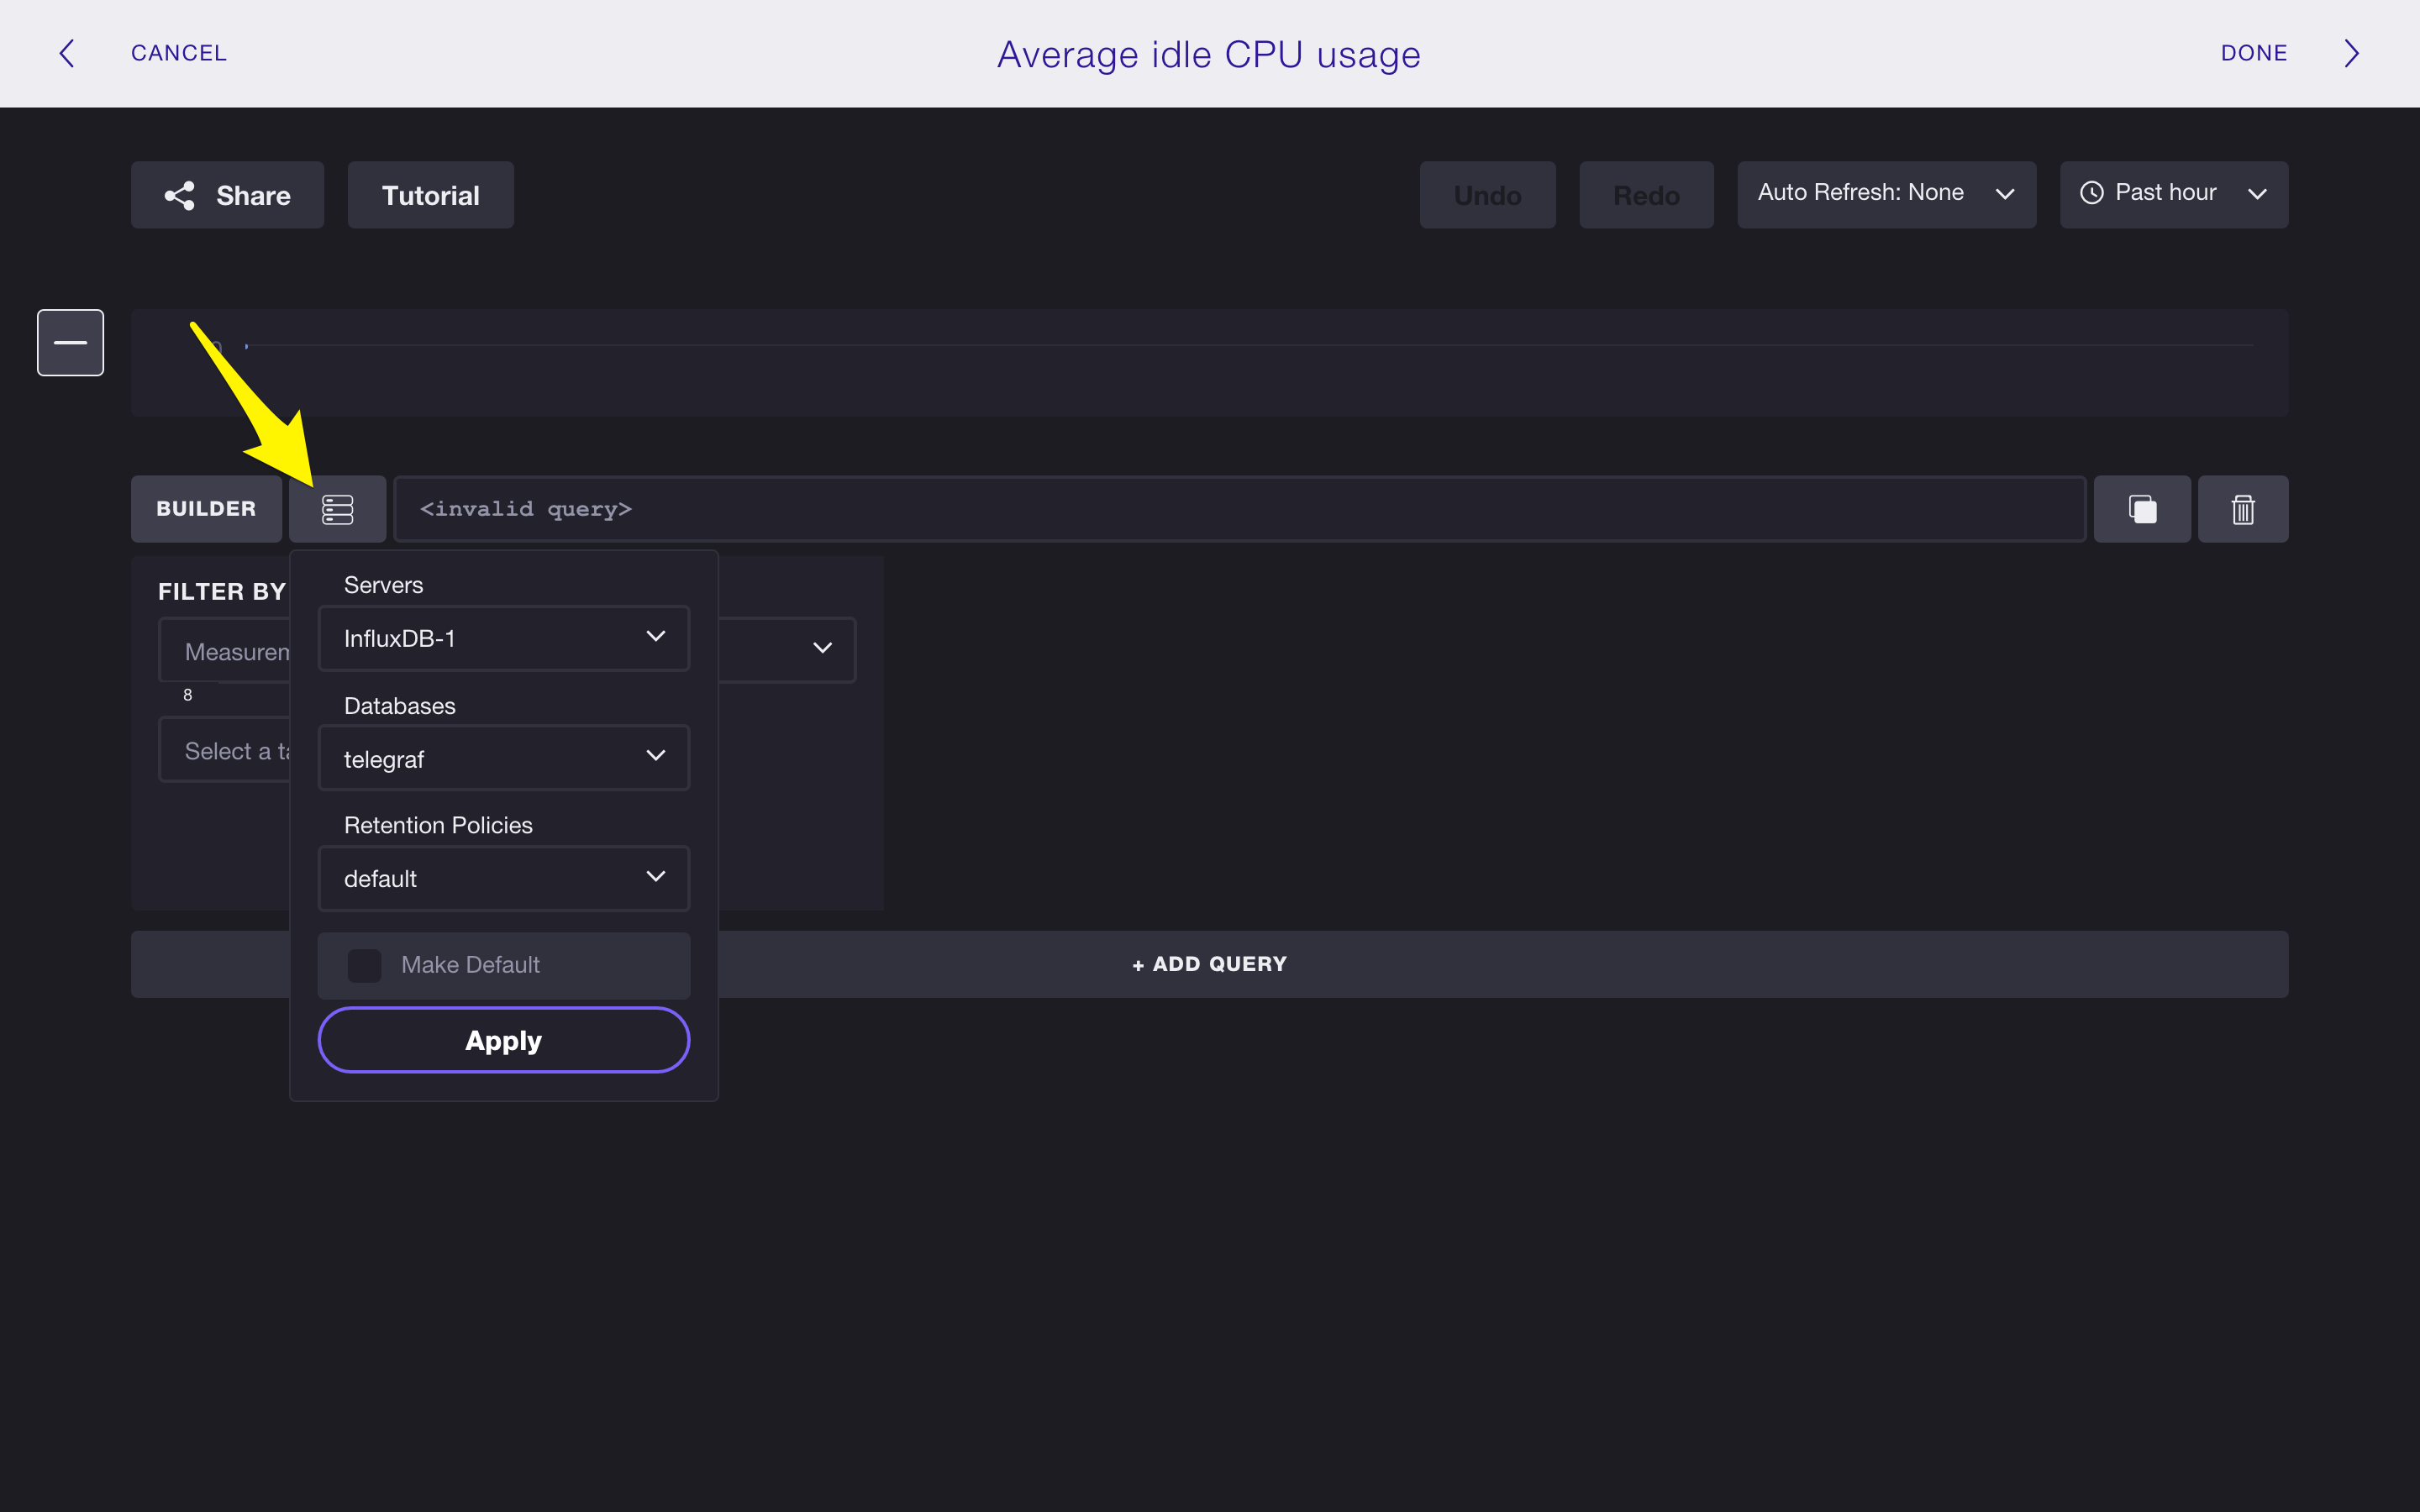 CANCEL
Average idle CPU usage
DONE
Share
Tutorial
Undo
Redo
Auto Refresh: None
Past hour
BUILDER
<invalid query>
FILTER BY
Servers
InfluxDB-1
8
Databases
telegraf
Select a
Retention Policies
default
Make Default
+ ADD QUERY
Apply